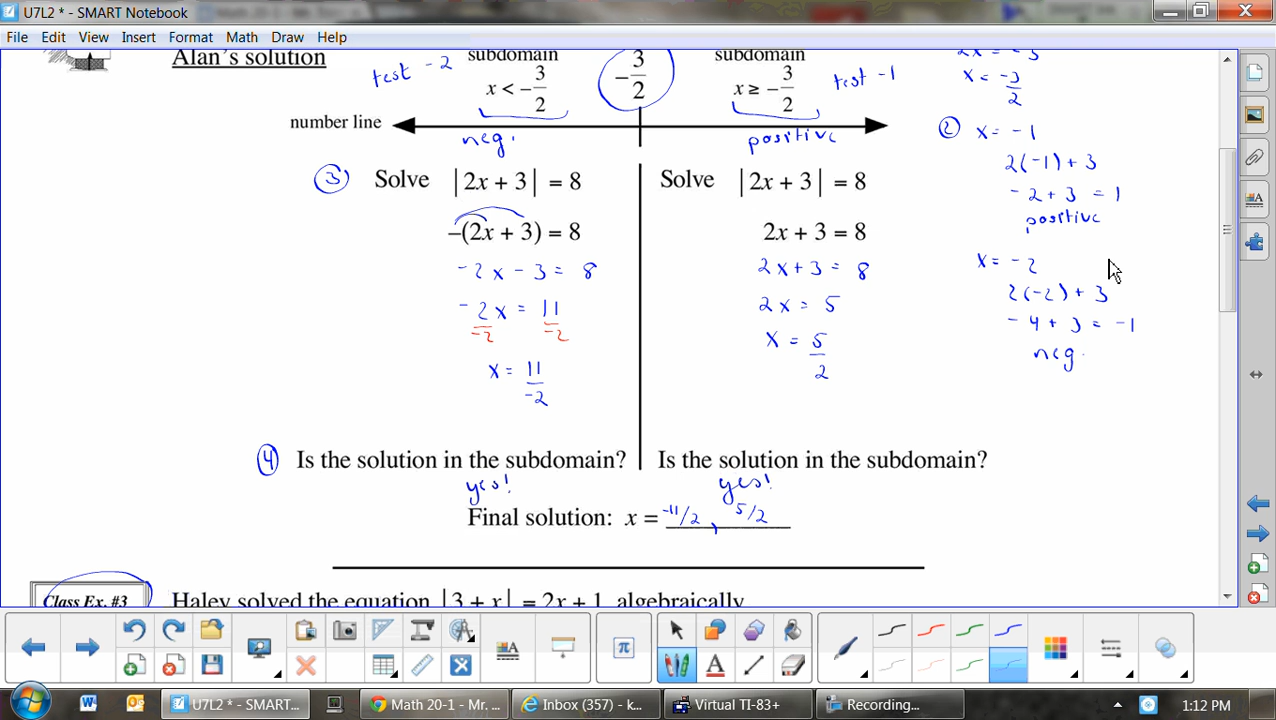 U7L2 * - SMART Notebook
File Edit View Insert Format Math Draw Help
Alan's solution
test -2
subdomain
x < -3/2
-3/2
subdomain
x ≥ -3/2
test -1
x = -3/2
number line
neg.
positive
② x = -1
2(-1) + 3
-2 + 3 = 1
positive
x = -2
2(-2) + 3
-4 + 3 = -1
neg.
③ Solve |2x + 3| = 8
–(2x + 3) = 8
-2x - 3 = 8
-2x = 11
-2 -2
x = 11/-2
Solve |2x + 3| = 8
2x + 3 = 8
2x + 3 = 8
2x = 5
x = 5/2
④ Is the solution in the subdomain?
yes!
Is the solution in the subdomain?
yes!
Final solution: x = -11/2 , 5/2
Class Ex. #3
Haley solved the equation |3 + x| = 2x + 1 algebraically
π
A
U7L2 * - SMART...
Math 20-1 - Mr. ...
Inbox (357) - k...
Virtual TI-83+
Recording...
1:12 PM